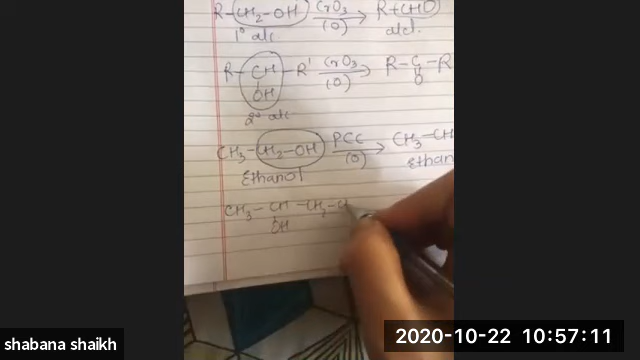 R-CH2-OH CrO3 (O) → R-CHO
1° alc. ald.
R-CH-R' CrO3 (O) → R-C-R
OH O
2° alc
CH3-CH2-OH PCC (O) → CH3-CH
Ethanol Ethan
CH3-CH-CH2-C
OH
shabana shaikh
2020-10-22 10:57:11